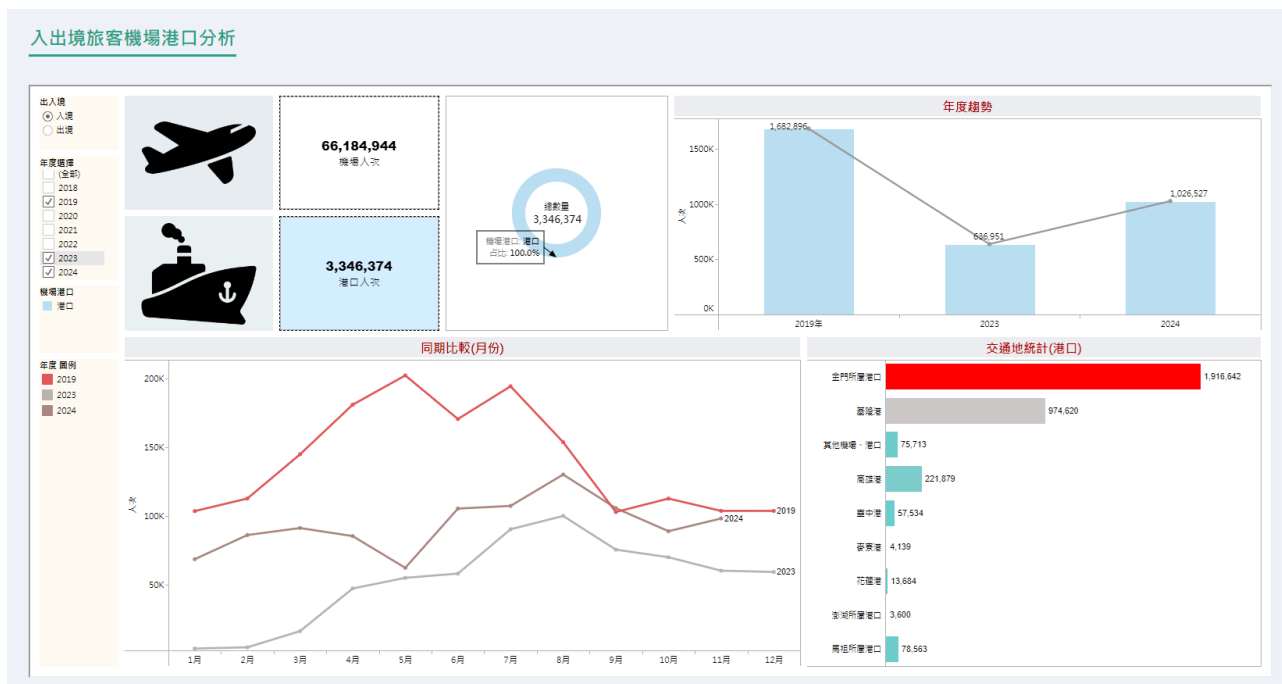 入出境旅客機場港口分析
出入境
入境
出境
年度選擇
(全部)
2018
2019
2020
2021
2022
2023
2024
機場港口
港口
年度 圖例
2019
2023
2024
66,184,944
機場人次
3,346,374
港口人次
總數量
3,346,374
機場港口: 港口
占比: 100.0%
年度趨勢
人次
1500K
1000K
500K
0K
1,682,896
636,951
1,026,527
2019年
2023
2024
同期比較(月份)
人次
200K
150K
100K
50K
2019
2024
2023
1月
2月
3月
4月
5月
6月
7月
8月
9月
10月
11月
12月
交通地統計(港口)
金門所屬港口 1,916,642
基隆港 974,620
其他機場、港口 75,713
高雄港 221,879
臺中港 57,534
麥寮港 4,139
花蓮港 13,684
澎湖所屬港口 3,600
馬祖所屬港口 78,563